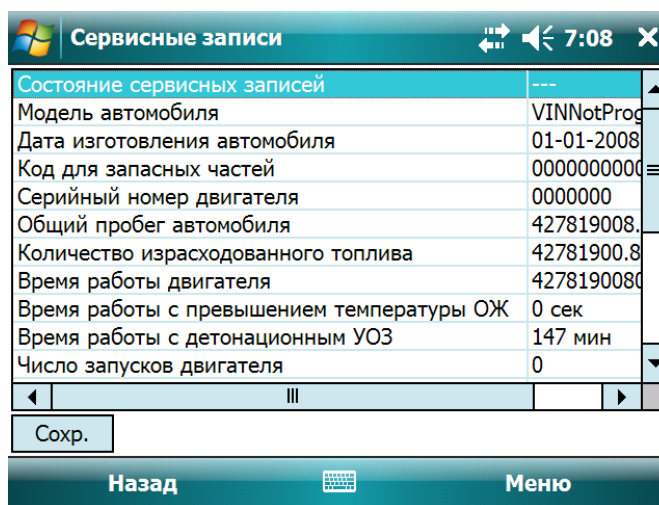 Сервисные записи 7:08
Состояние сервисных записей ---
Модель автомобиля VINNotProg
Дата изготовления автомобиля 01-01-2008
Код для запасных частей 0000000000
Серийный номер двигателя 0000000
Общий пробег автомобиля 427819008.
Количество израсходованного топлива 42781900.8
Время работы двигателя 4278190080
Время работы с превышением температуры ОЖ 0 сек
Время работы с детонационным УОЗ 147 мин
Число запусков двигателя 0
Сохр.
Назад Меню